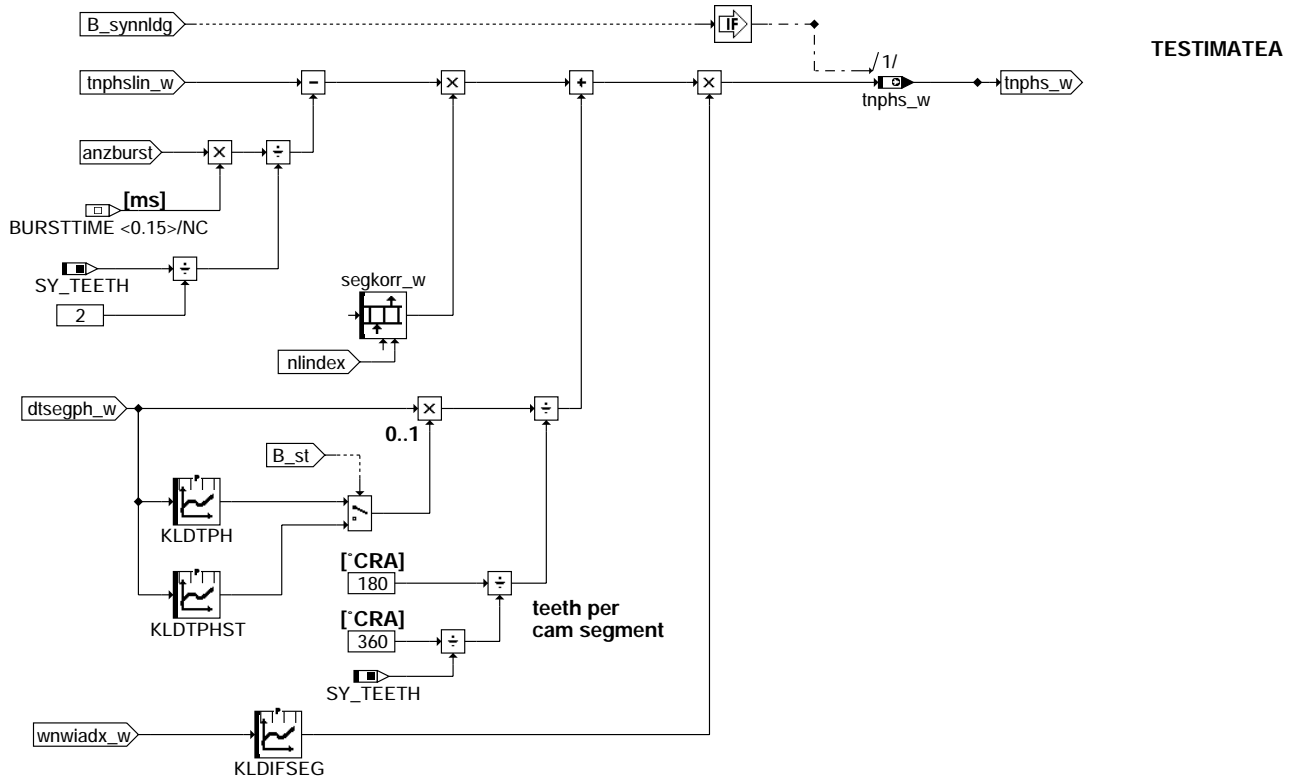 B_synnldg
IF
TESTIMATEA
/1/
tnphslin_w
tnphs_w
tnphs_w
anzburst
[ms]
BURSTTIME <0.15>/NC
SY_TEETH
2
segkorr_w
nlindex
dtsegph_w
0..1
B_st
KLDTPH
[°CRA]
180
KLDTPHST
[°CRA]
360
teeth per
cam segment
SY_TEETH
wnwiadx_w
KLDIFSEG